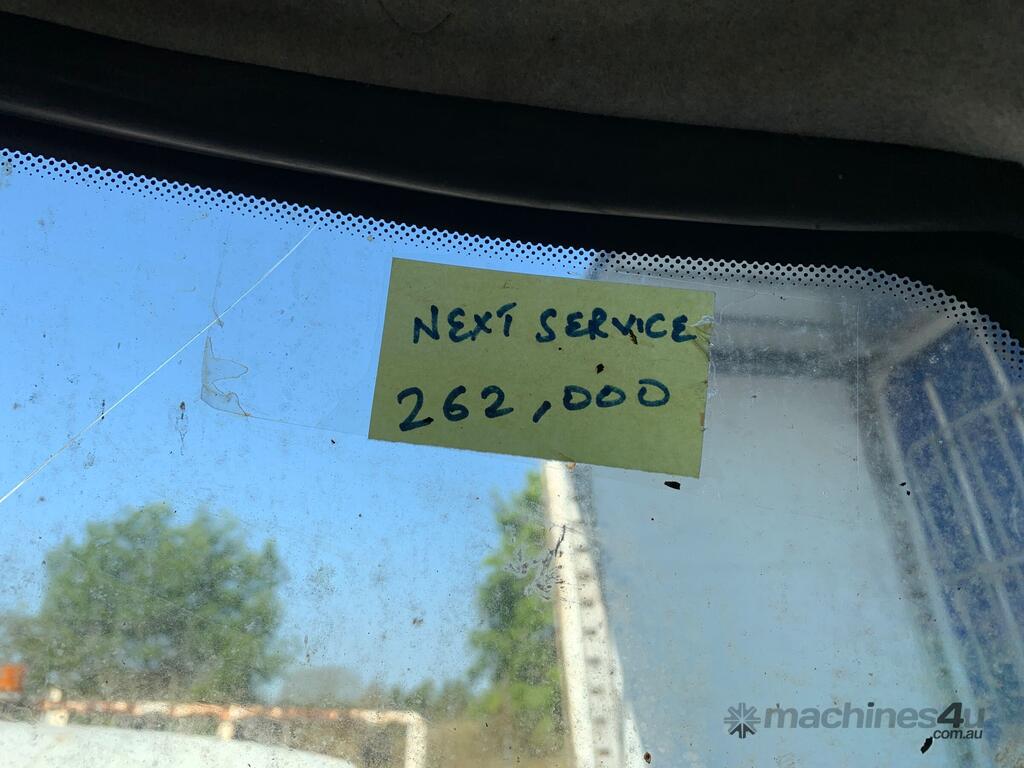 NEXT SERVICE
262,000
machines4u
.com.au